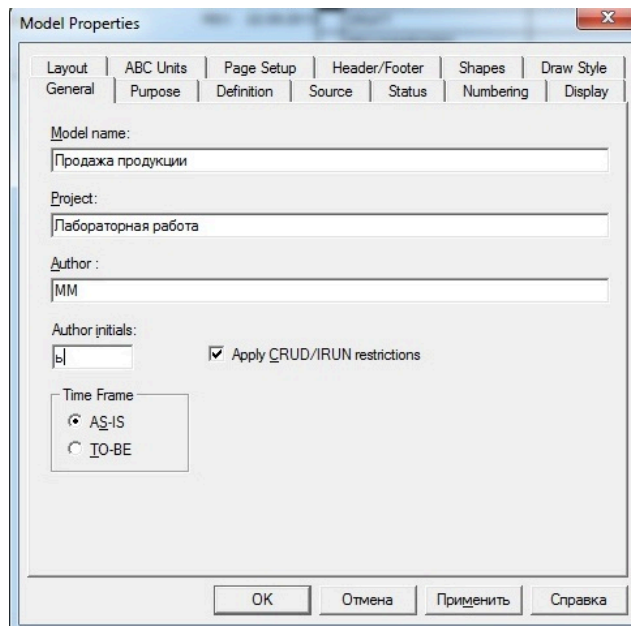 Model Properties
Layout ABC Units Page Setup Header/Footer Shapes Draw Style
General Purpose Definition Source Status Numbering Display
Model name:
Продажа продукции
Project:
Лабораторная работа
Author :
ММ
Author initials:
ь
Apply CRUD/IRUN restrictions
Time Frame
AS-IS
TO-BE
OK Отмена Применить Справка